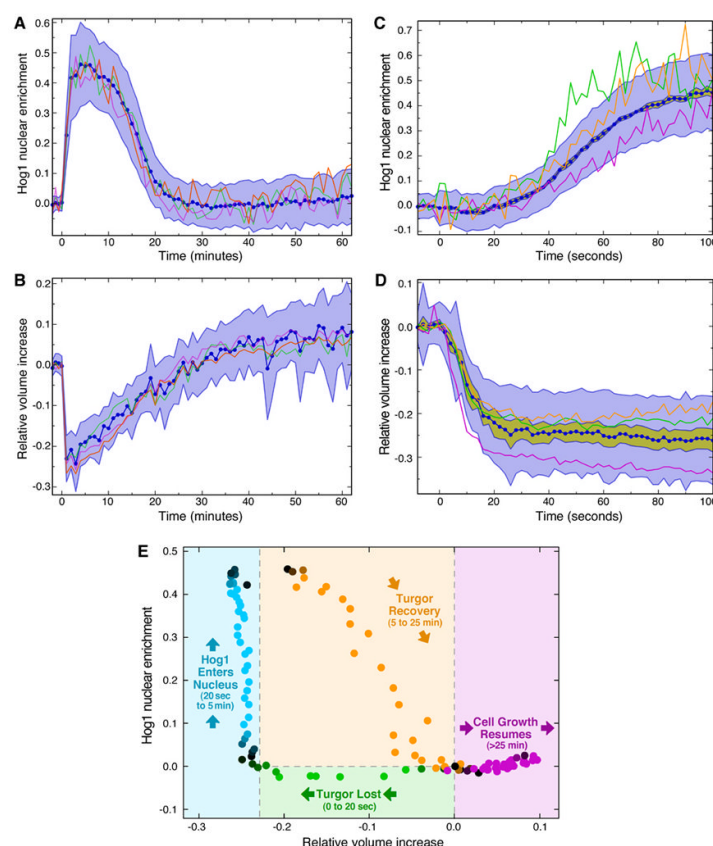 A
Hog1 nuclear enrichment
0.6
0.5
0.4
0.3
0.2
0.1
0.0
0
10
20
30
40
50
60
Time (minutes)
C
Hog1 nuclear enrichment
0.7
0.6
0.5
0.4
0.3
0.2
0.1
0.0
-0.1
0
20
40
60
80
100
Time (seconds)
B
Relative volume increase
0.2
0.1
0.0
-0.1
-0.2
-0.3
0
10
20
30
40
50
60
Time (minutes)
D
Relative volume increase
0.1
0.0
-0.1
-0.2
-0.3
0
20
40
60
80
100
Time (seconds)
E
Hog1 nuclear enrichment
0.5
0.4
0.3
0.2
0.1
0.0
-0.1
Hog1
Enters
Nucleus
(20 sec
to 5 min)
Turgor
Recovery
(5 to 25 min)
Cell Growth
Resumes
(>25 min)
Turgor Lost
(0 to 20 sec)
-0.3
-0.2
-0.1
0.0
0.1
Relative volume increase